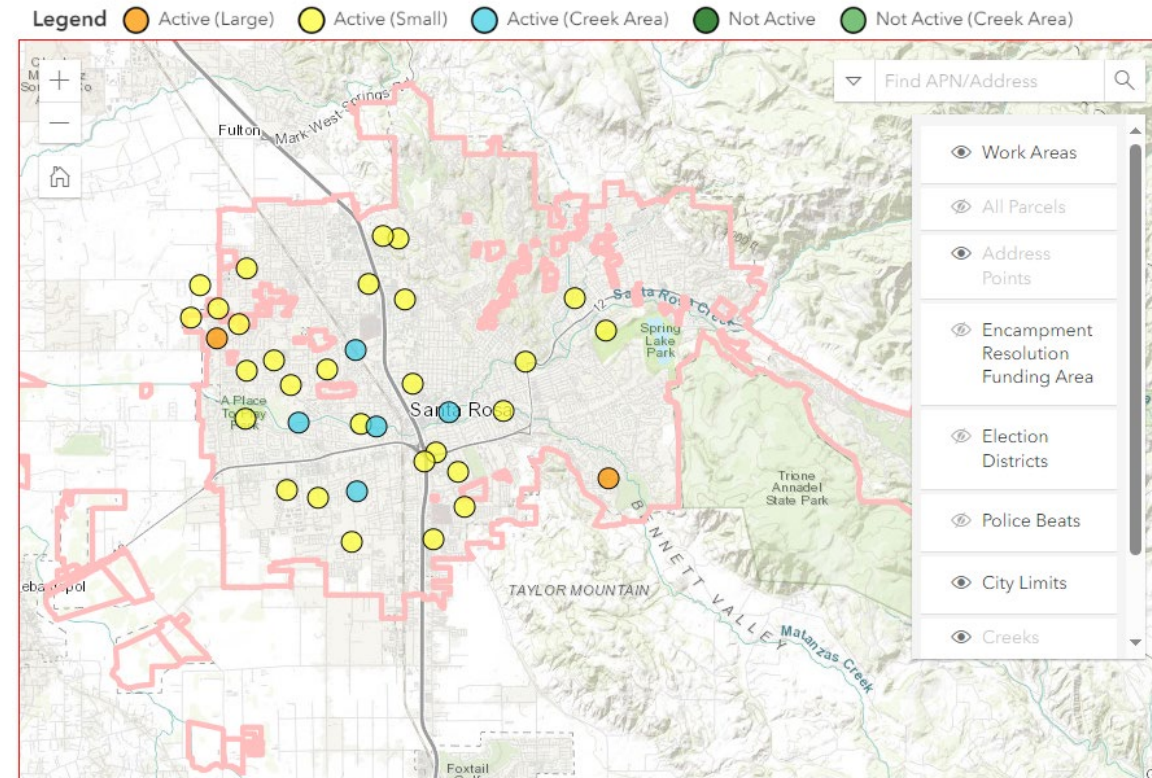 Legend Active (Large) Active (Small) Active (Creek Area) Not Active Not Active (Creek Area)
+
−
Find APN/Address
Fulton
Mark-West-Springs-Rd
Work Areas
All Parcels
Address
Points
Encampment
Resolution
Funding Area
Election
Districts
Police Beats
City Limits
Creeks
12
Santa Rosa Creek
Spring
Lake
Park
A Place
To Play
Park
Santa Rosa
Trione
Annadel
State Park
BENNETT VALLEY
TAYLOR MOUNTAIN
Matanzas
Creek
Foxtail